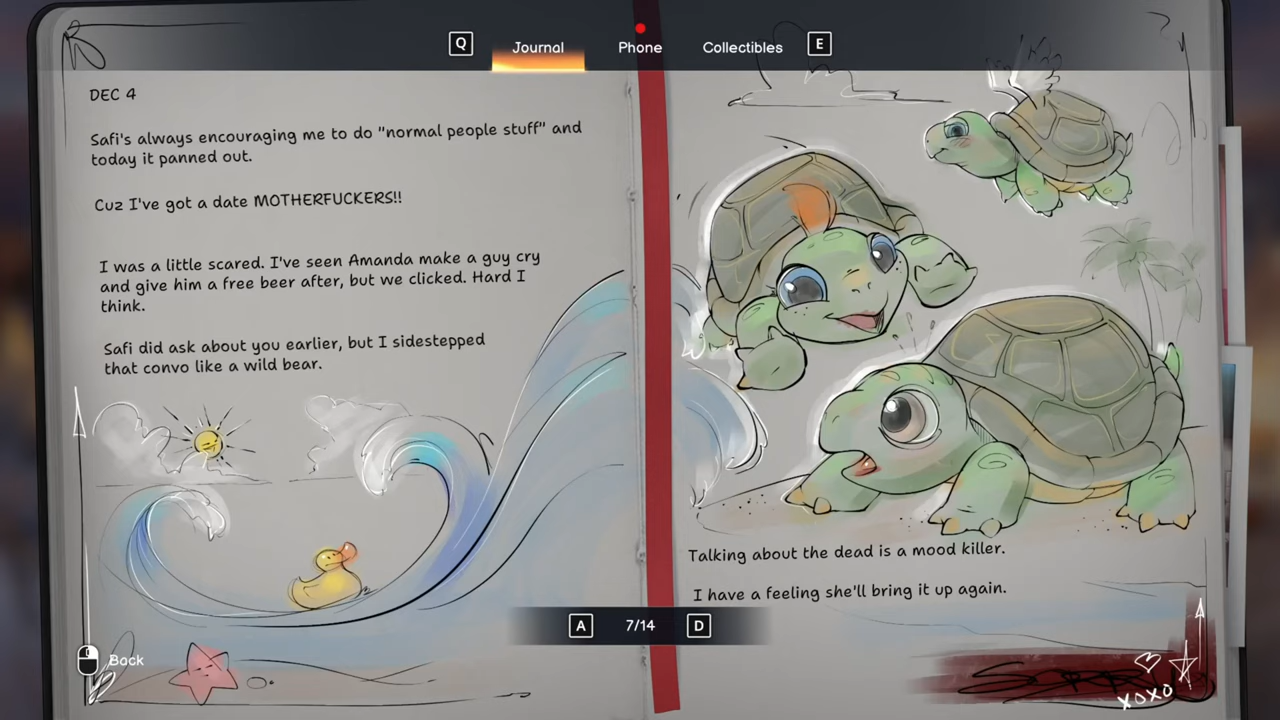 Q
Journal
Phone
Collectibles
E
DEC 4
Safi's always encouraging me to do "normal people stuff" and
today it panned out.
Cuz I've got a date MOTHERFUCKERS!!
I was a little scared. I've seen Amanda make a guy cry
and give him a free beer after, but we clicked. Hard I
think.
Safi did ask about you earlier, but I sidestepped
that convo like a wild bear.
Talking about the dead is a mood killer.
I have a feeling she'll bring it up again.
A
7/14
D
Back
XOXO